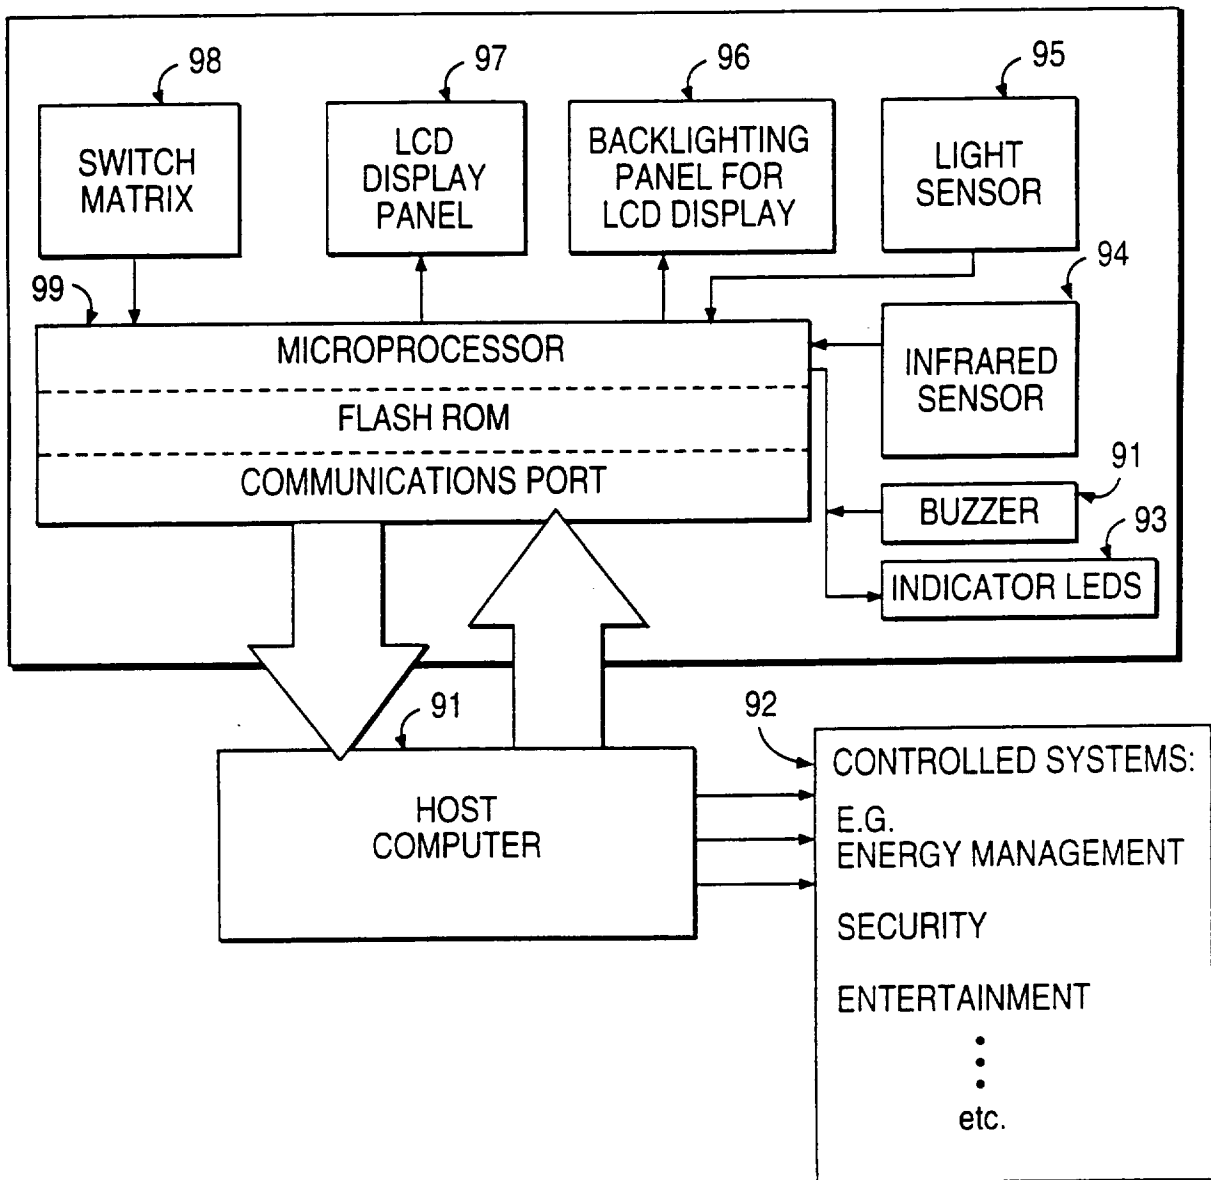 98
97
96
95
SWITCH
MATRIX
LCD
DISPLAY
PANEL
BACKLIGHTING
PANEL FOR
LCD DISPLAY
LIGHT
SENSOR
99
94
MICROPROCESSOR
FLASH ROM
COMMUNICATIONS PORT
INFRARED
SENSOR
91
BUZZER
93
INDICATOR LEDS
91
HOST
COMPUTER
92
CONTROLLED SYSTEMS:
E.G.
ENERGY MANAGEMENT
SECURITY
ENTERTAINMENT
etc.